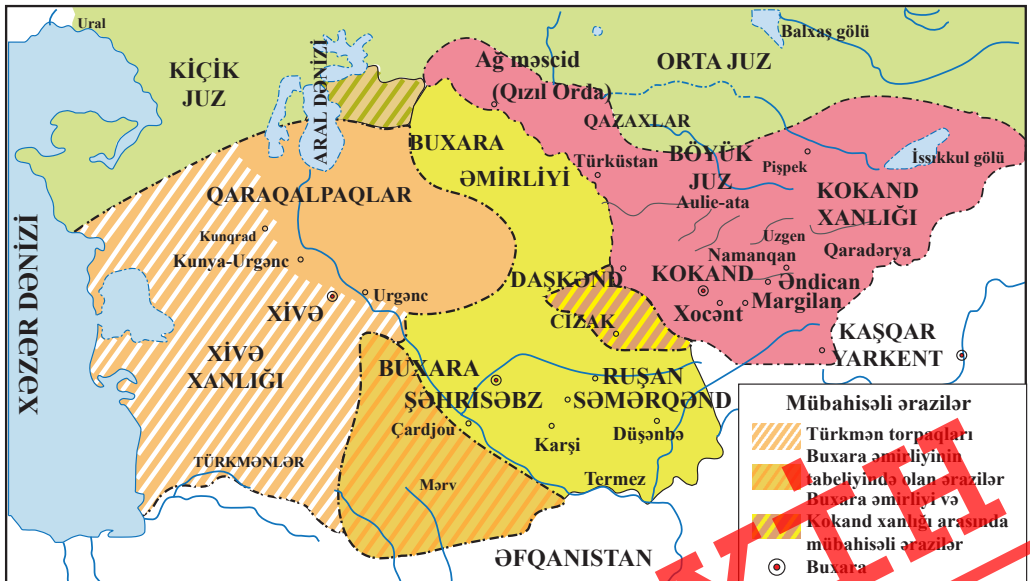 Ural
Balxaş gölü
KİÇİK
JUZ
ARAL DƏNİZİ
Ağ məscid
(Qızıl Orda)
ORTA JUZ
QAZAXLAR
BUXARA
ƏMİRLİYİ
Türküstan
BÖYÜK
JUZ
Pişpek
İssıkkul gölü
Aulie-ata
KOKAND
XANLIĞI
QARAQALPAQLAR
Kunqrad
Kunya-Urgənc
Uzgen
Namanqan
Qaradərya
DAŞKƏND
KOKAND
Əndican
Urgənc
XİVƏ
Xocənt
Margilan
CİZAK
KAŞQAR
YARKENT
XƏZƏR DƏNİZİ
XİVƏ
XANLIĞI
BUXARA
RUŞAN
ŞƏHRİSƏBZ
SƏMƏRQƏND
Çardjou
Karşi
Düşənbə
TÜRKMƏNLƏR
Mərv
Termez
ƏFQANISTAN
Mübahisəli ərazilər
Türkmən torpaqları
Buxara əmirliyinin
tabeliyində olan ərazilər
Buxara əmirliyi və
Kokand xanlığı arasında
mübahisəli ərazilər
Buxara